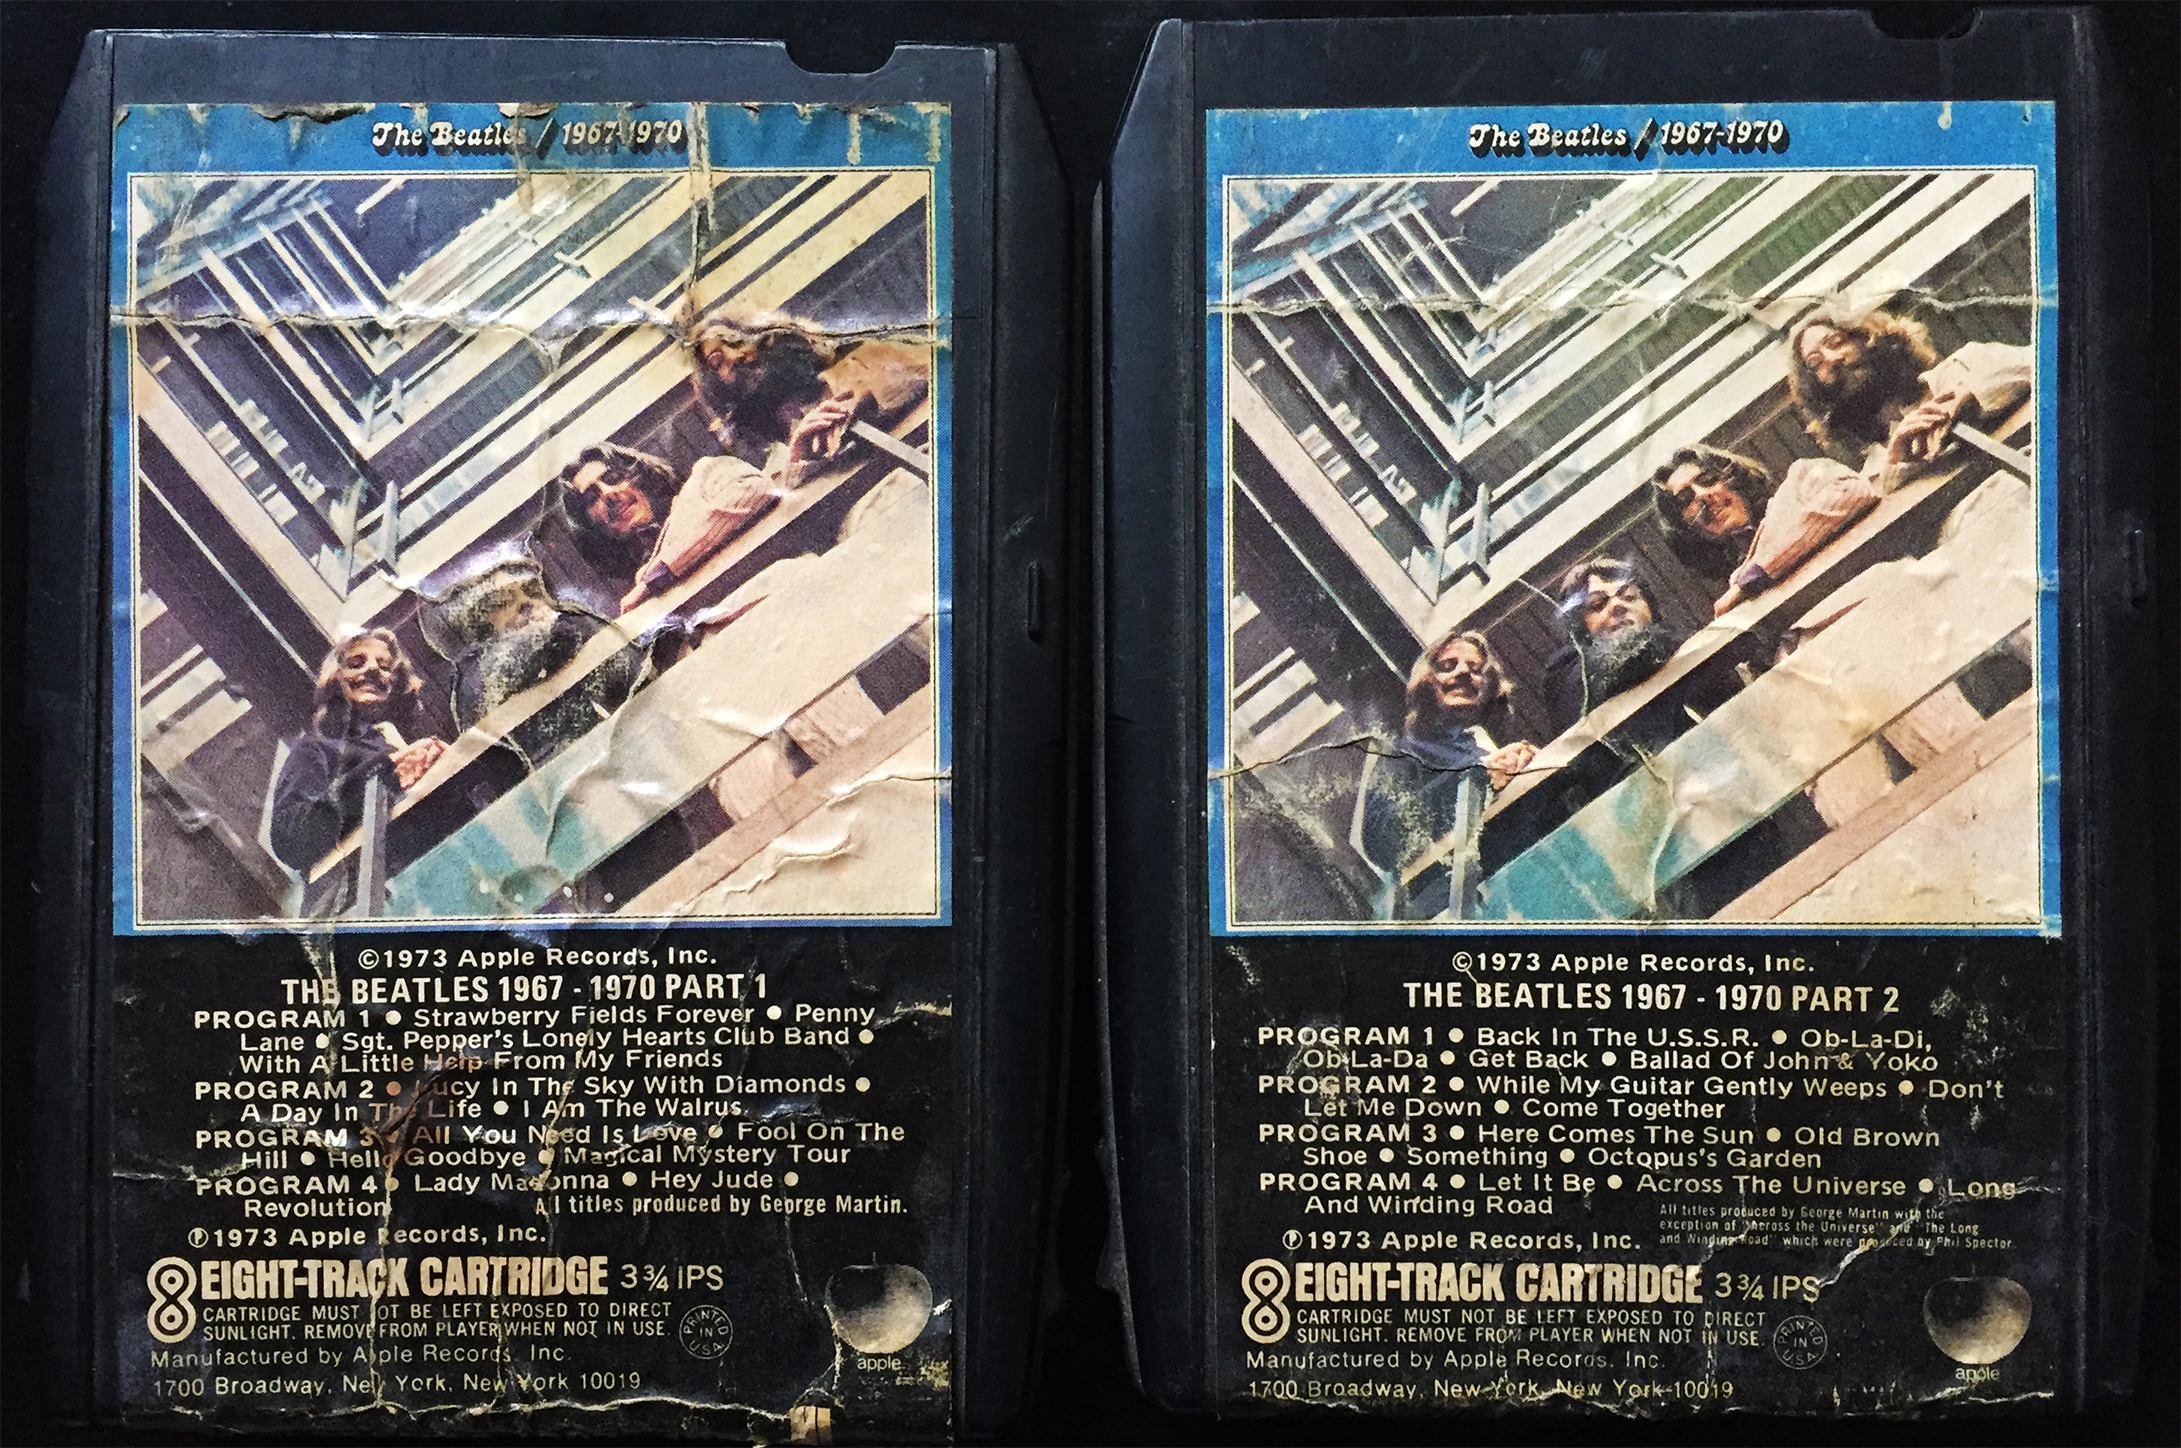 The Beatles / 1967-1970
©1973 Apple Records, Inc.
THE BEATLES 1967 - 1970 PART 1
PROGRAM 1 ● Strawberry Fields Forever ● Penny
Lane ● Sgt. Pepper's Lonely Hearts Club Band ●
With A Little Help From My Friends
PROGRAM 2 ● Lucy In The Sky With Diamonds ●
A Day In The Life ● I Am The Walrus
PROGRAM 3 ● All You Need Is Love ● Fool On The
Hill ● Hello Goodbye ● Magical Mystery Tour
PROGRAM 4 ● Lady Madonna ● Hey Jude ●
Revolution All titles produced by George Martin.
℗1973 Apple Records, Inc.
8 EIGHT-TRACK CARTRIDGE 3¾ IPS
CARTRIDGE MUST NOT BE LEFT EXPOSED TO DIRECT
SUNLIGHT. REMOVE FROM PLAYER WHEN NOT IN USE.
PRINTED IN USA
Manufactured by Apple Records, Inc.
apple
1700 Broadway, New York, New York 10019
The Beatles / 1967-1970
©1973 Apple Records, Inc.
THE BEATLES 1967 - 1970 PART 2
PROGRAM 1 ● Back In The U.S.S.R. ● Ob-La-Di,
Ob-La-Da ● Get Back ● Ballad Of John & Yoko
PROGRAM 2 ● While My Guitar Gently Weeps ● Don't
Let Me Down ● Come Together
PROGRAM 3 ● Here Comes The Sun ● Old Brown
Shoe ● Something ● Octopus's Garden
PROGRAM 4 ● Let It Be ● Across The Universe ● Long
And Winding Road
All titles produced by George Martin with the
exception of "Across the Universe" and "The Long
and Winding Road" which were produced by Phil Spector.
℗1973 Apple Records, Inc.
8 EIGHT-TRACK CARTRIDGE 3¾ IPS
CARTRIDGE MUST NOT BE LEFT EXPOSED TO DIRECT
SUNLIGHT. REMOVE FROM PLAYER WHEN NOT IN USE.
PRINTED IN USA
Manufactured by Apple Records, Inc.
apple
1700 Broadway, New York, New York 10019